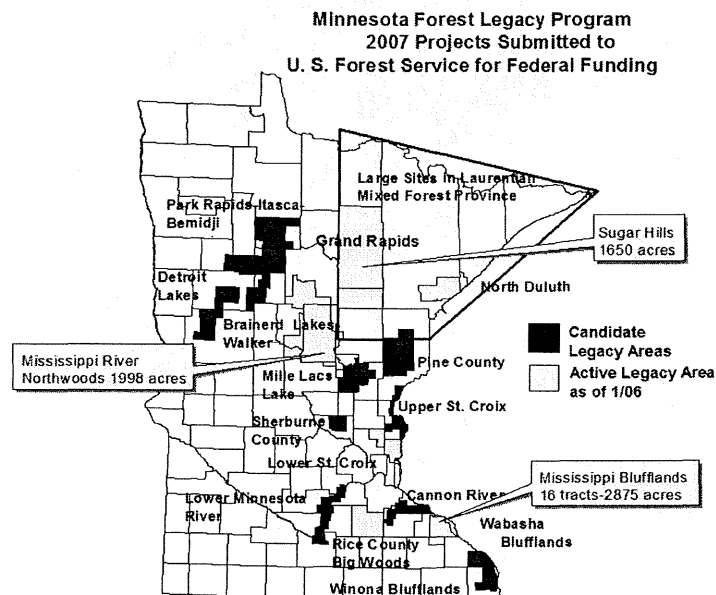 Minnesota Forest Legacy Program
2007 Projects Submitted to
U. S. Forest Service for Federal Funding
Large Sites in Laurentian
Mixed Forest Province
Park Rapids-Itasca-
Bemidji
Grand Rapids
Sugar Hills
1650 acres
Detroit
Lakes
North Duluth
Brainerd Lakes
Walker
Candidate
Legacy Areas
Mississippi River
Northwoods 1998 acres
Pine County
Active Legacy Area
as of 1/06
Mille Lacs
Lake
Upper St. Croix
Sherburne
County
Lower St. Croix
Mississippi Blufflands
16 tracts-2875 acres
Lower Minnesota
River
Cannon River
Wabasha
Blufflands
Rice County
Big Woods
Winona Blufflands